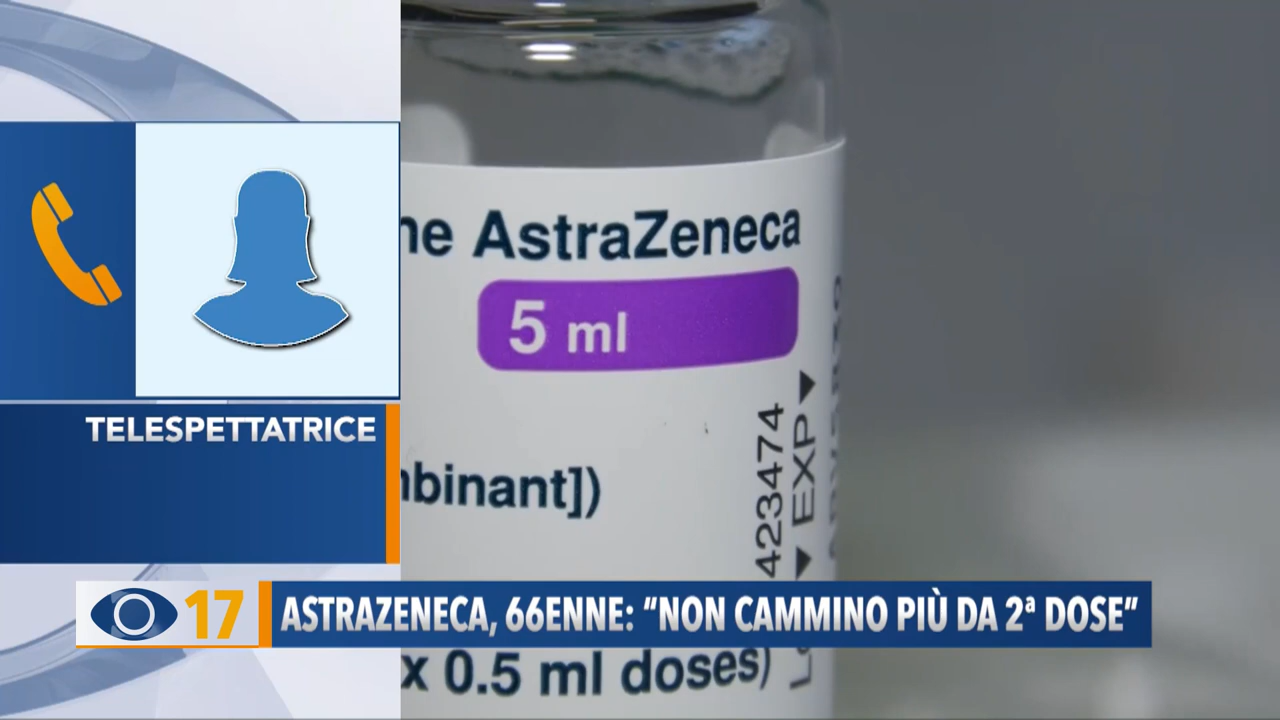 ne AstraZeneca
5 ml
423474
EXP
TELESPETTATRICE
mbinant])
17
ASTRAZENECA, 66ENNE: “NON CAMMINO PIÙ DA 2ª DOSE”
x 0.5 ml doses)